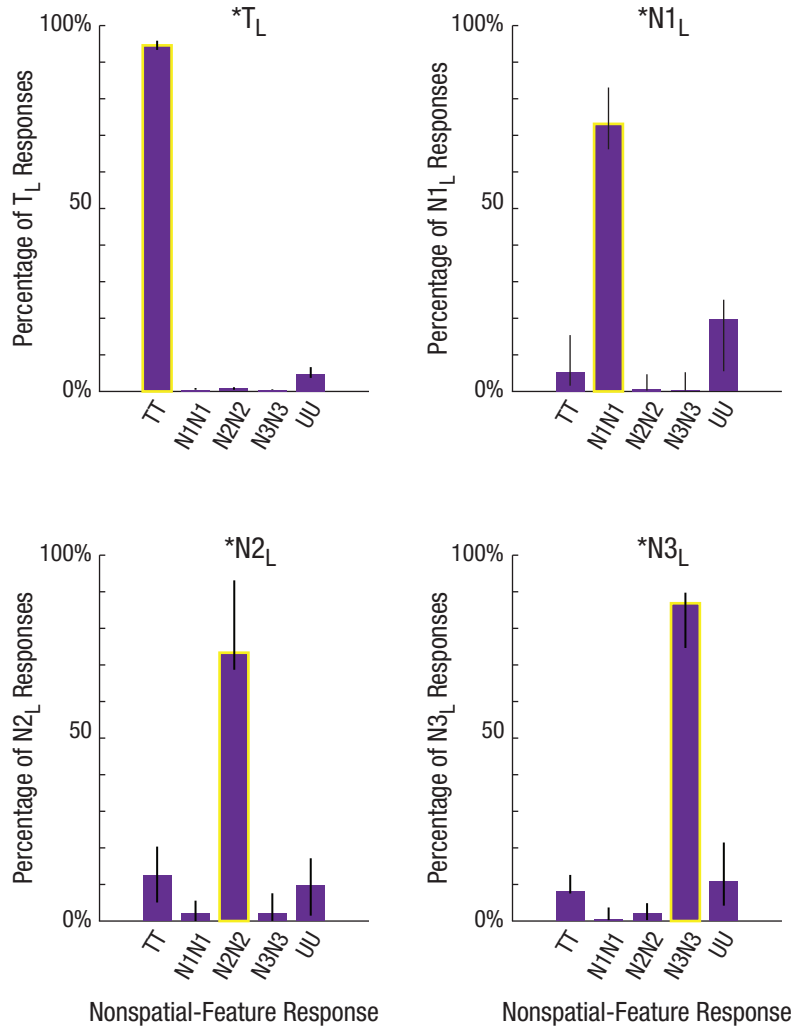 *T_L
Percentage of T_L Responses
100%
50
0%
TT
N1N1
N2N2
N3N3
UU
*N1_L
Percentage of N1_L Responses
100%
50
0%
TT
N1N1
N2N2
N3N3
UU
*N2_L
Percentage of N2_L Responses
100%
50
0%
TT
N1N1
N2N2
N3N3
UU
Nonspatial-Feature Response
*N3_L
Percentage of N3_L Responses
100%
50
0%
TT
N1N1
N2N2
N3N3
UU
Nonspatial-Feature Response